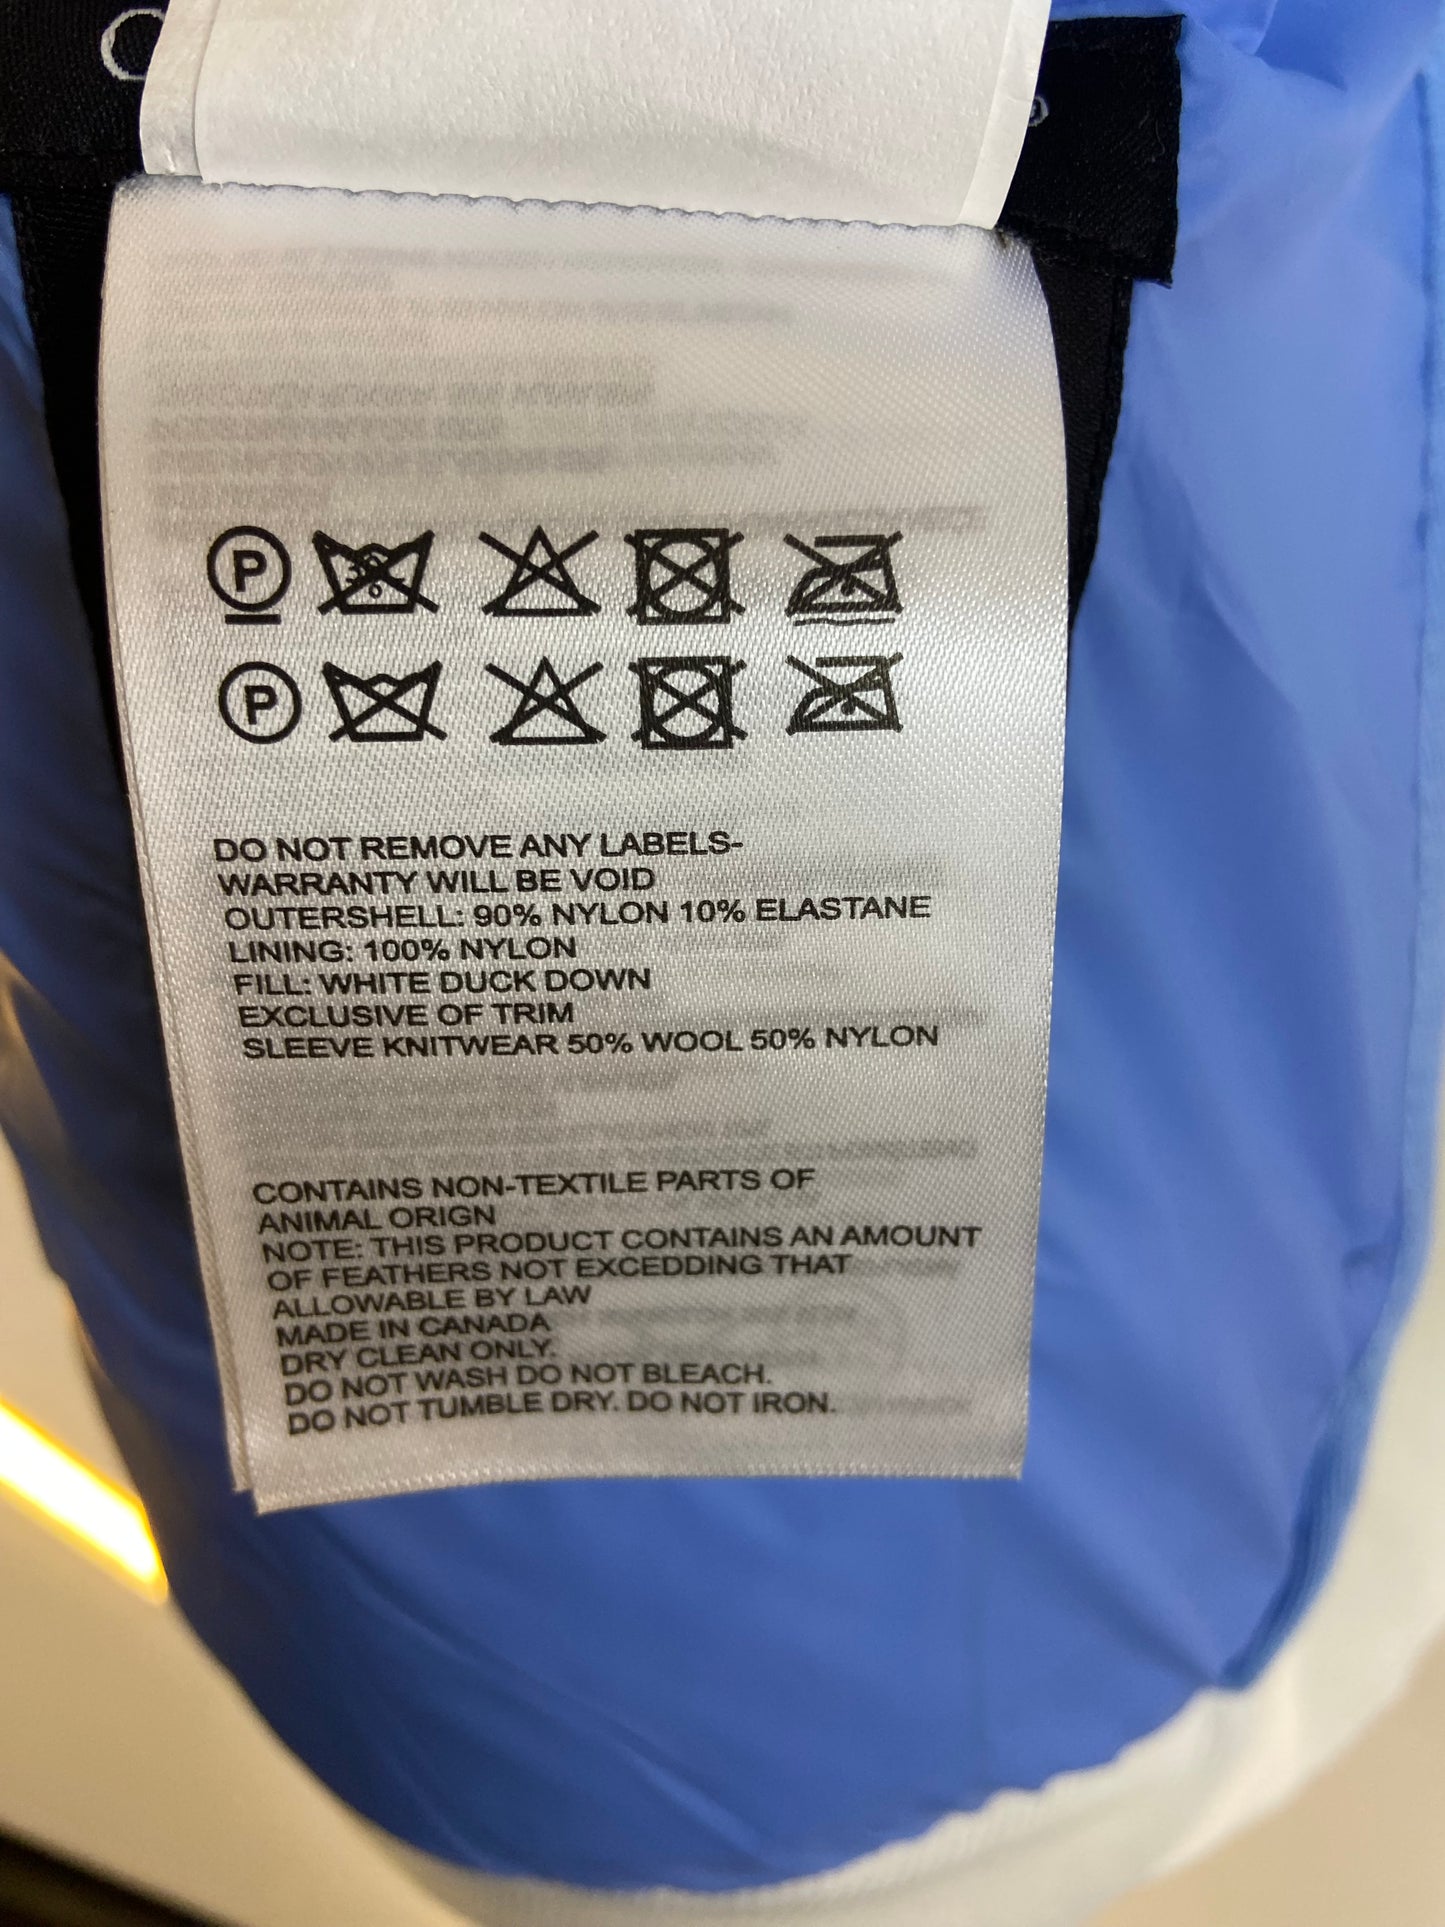 P
30
P
DO NOT REMOVE ANY LABELS-
WARRANTY WILL BE VOID
OUTERSHELL: 90% NYLON 10% ELASTANE
LINING: 100% NYLON
FILL: WHITE DUCK DOWN
EXCLUSIVE OF TRIM
SLEEVE KNITWEAR 50% WOOL 50% NYLON
CONTAINS NON-TEXTILE PARTS OF
ANIMAL ORIGN
NOTE: THIS PRODUCT CONTAINS AN AMOUNT
OF FEATHERS NOT EXCEDDING THAT
ALLOWABLE BY LAW
MADE IN CANADA
DRY CLEAN ONLY.
DO NOT WASH DO NOT BLEACH.
DO NOT TUMBLE DRY. DO NOT IRON.